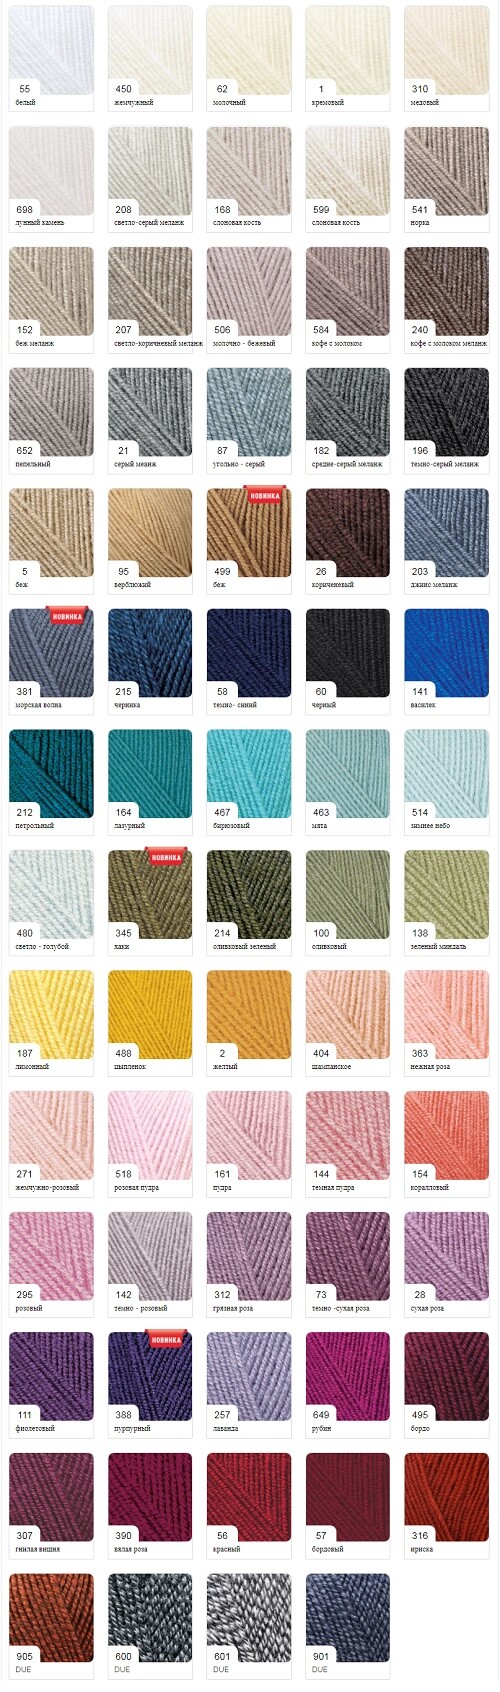 55 450 62 1 310
белый жемчужный молочный кремовый медовый
698 208 168 599 541
лунный камень светло-серый меланж слоновая кость слоновая кость норка
152 207 506 584 240
беж меланж светло-коричневый меланж молочно - бежевый кофе с молоком кофе с молоком меланж
652 21 87 182 196
пепельный серый меанж угольно - серый средне-серый меланж темно-серый меланж
НОВИНКА
5 95 499 26 203
беж верблюжий беж коричневый джинс меланж
НОВИНКА
381 215 58 60 141
морская волна черника темно- синий черный василек
212 164 467 463 514
петрольный лазурный бирюзовый мята зимнее небо
НОВИНКА
480 345 214 100 138
светло - голубой хаки оливковый зеленый оливковый зеленый миндаль
187 488 2 404 363
лимонный цыпленок желтый шампанское нежная роза
271 518 161 144 154
жемчужно-розовый розовая пудра пудра темная пудра коралловый
295 142 312 73 28
розовый темно - розовый грязная роза темно -сухая роза сухая роза
НОВИНКА
111 388 257 649 495
фиолетовый пурпурный лаванда рубин бордо
307 390 56 57 316
гнилая вишня вялая роза красный бордовый ириска
905 600 601 901
DUE DUE DUE DUE